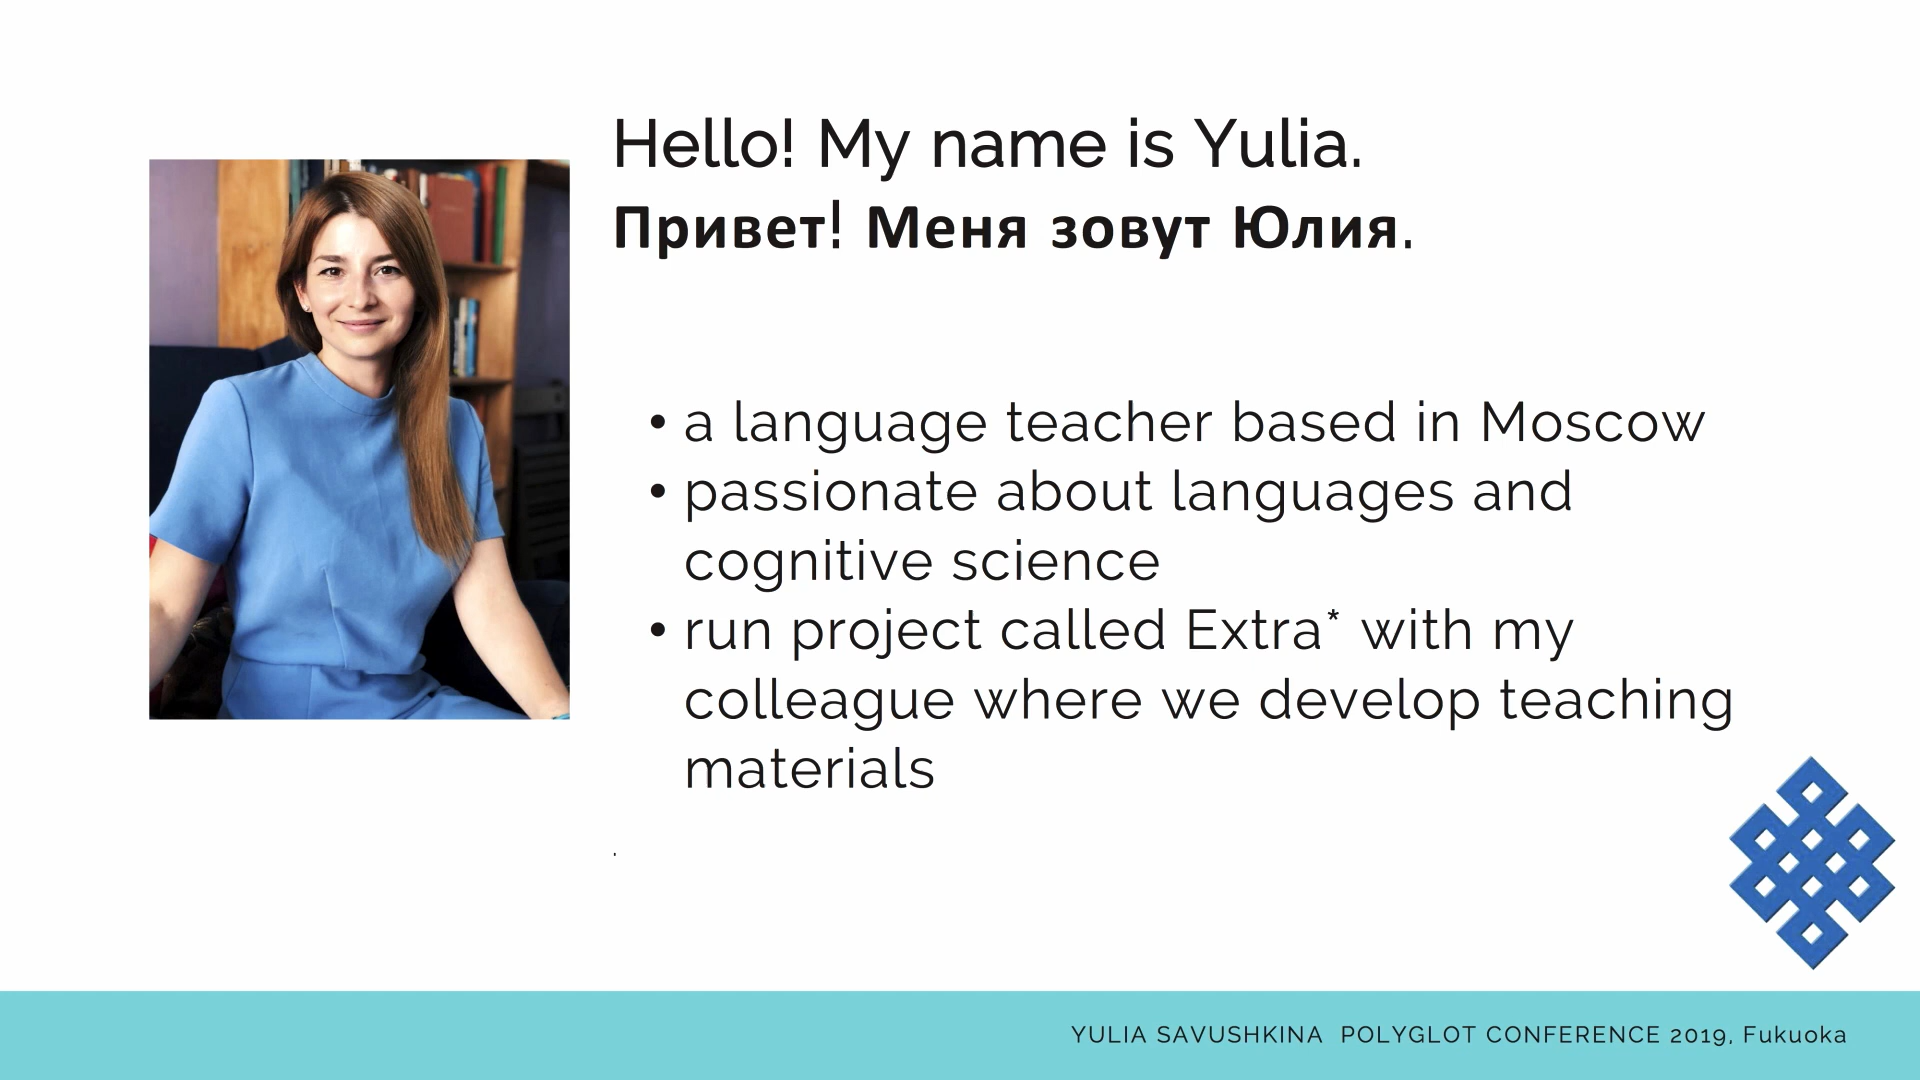 Hello! My name is Yulia.
Привет! Меня зовут Юлия.
• a language teacher based in Moscow
• passionate about languages and
cognitive science
• run project called Extra* with my
colleague where we develop teaching
materials
.
YULIA SAVUSHKINA POLYGLOT CONFERENCE 2019, Fukuoka